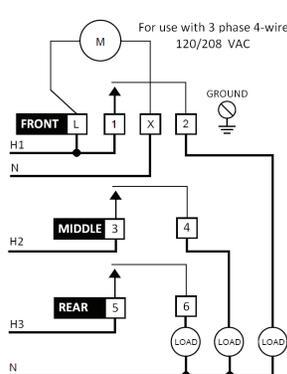 For use with 3 phase 4-wire
120/208 VAC
M
GROUND
FRONT L 1 X 2
H1
N
MIDDLE 3 4
H2
REAR 5 6
H3
LOAD LOAD LOAD
N